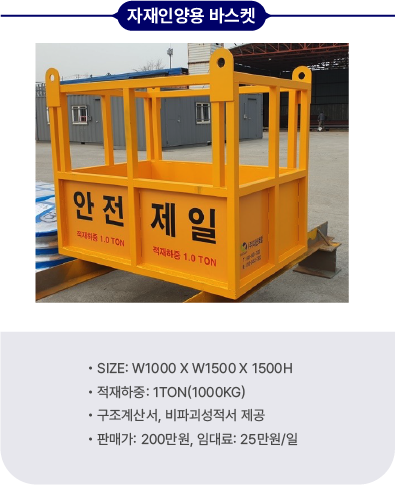 자재인양용 바스켓
안전 제일
적재하중 1.0 TON
적재하중 1.0 TON
• SIZE: W1000 X W1500 X 1500H
• 적재하중: 1TON(1000KG)
• 구조계산서, 비파괴성적서 제공
• 판매가: 200만원, 임대료: 25만원/일